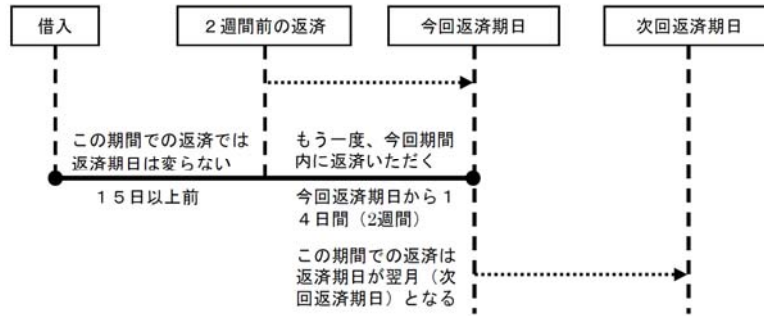 借入
２週間前の返済
今回返済期日
次回返済期日
この期間での返済では
返済期日は変らない
もう一度、今回期間
内に返済いただく
１５日以上前
今回返済期日から１
４日間（2週間）
この期間での返済は
返済期日が翌月（次
回返済期日）となる